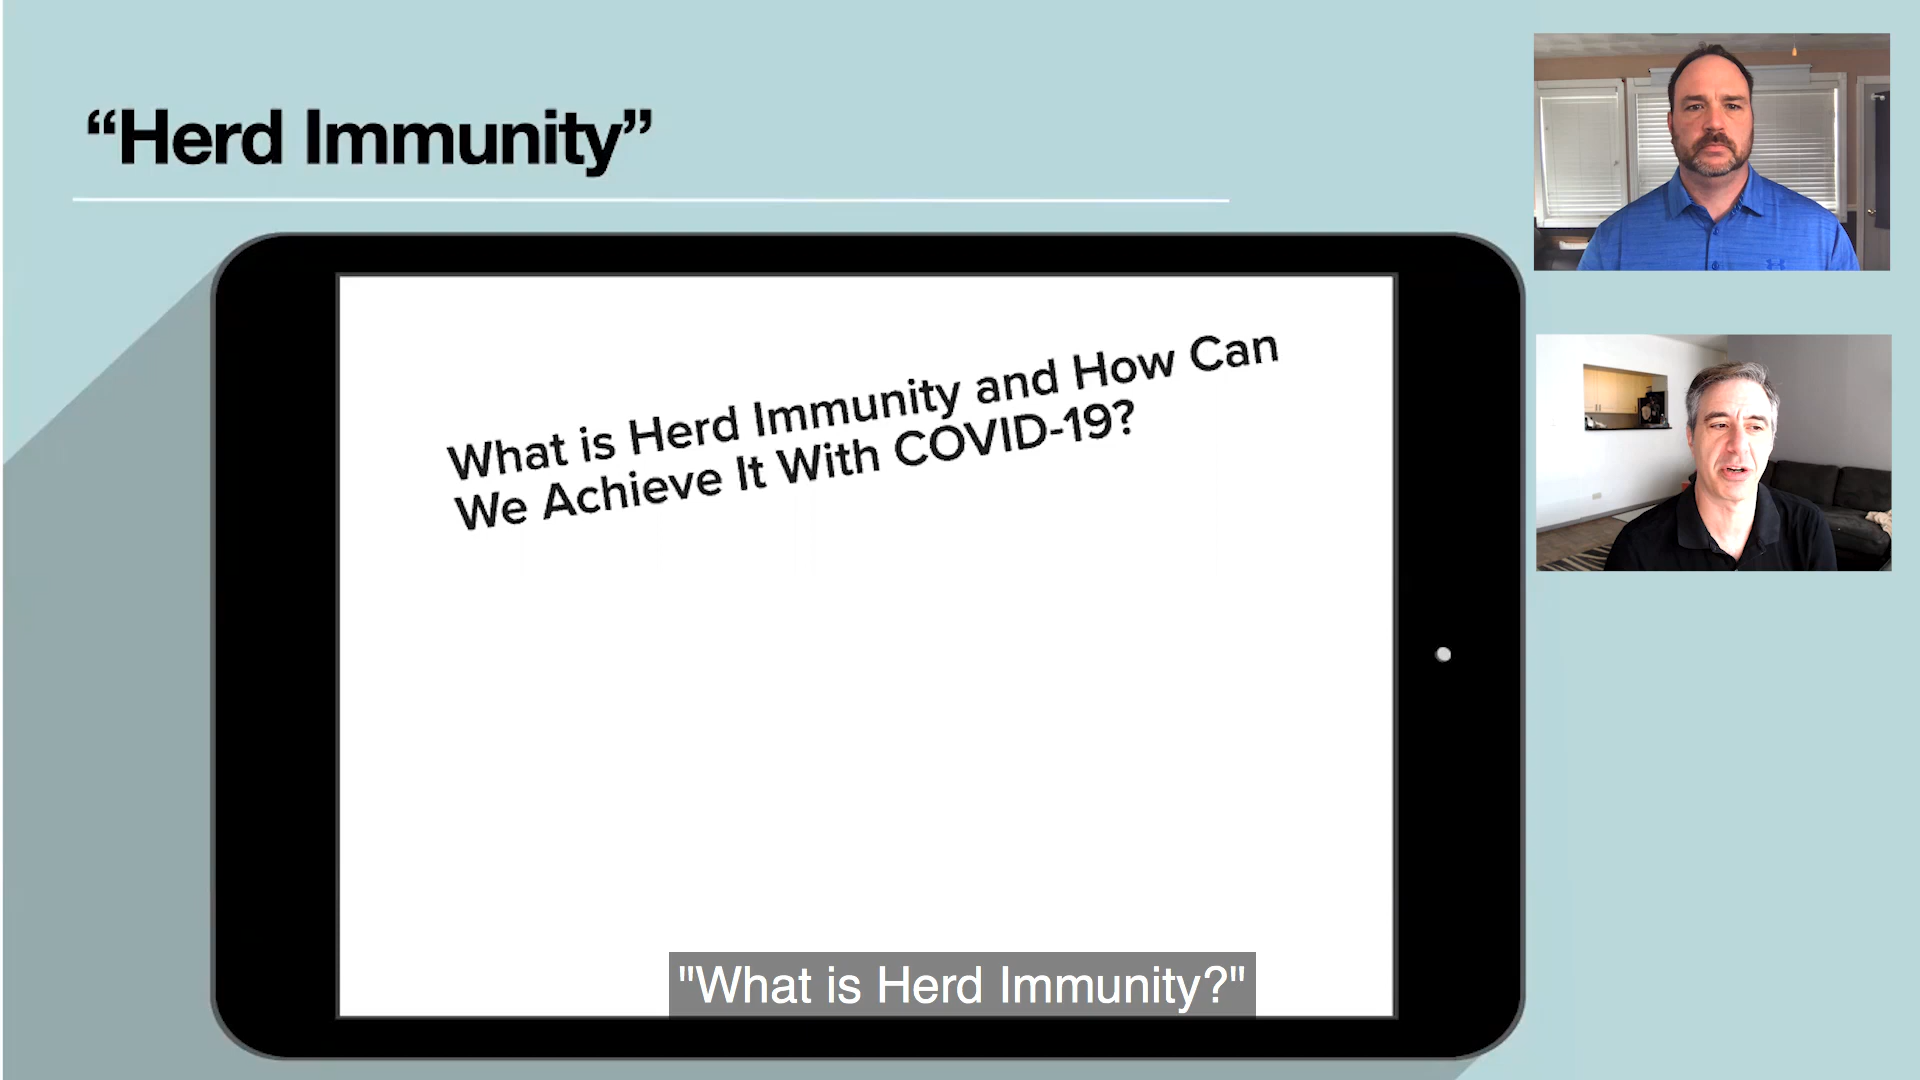 “Herd Immunity”
What is Herd Immunity and How Can
We Achieve It With COVID-19?
"What is Herd Immunity?"